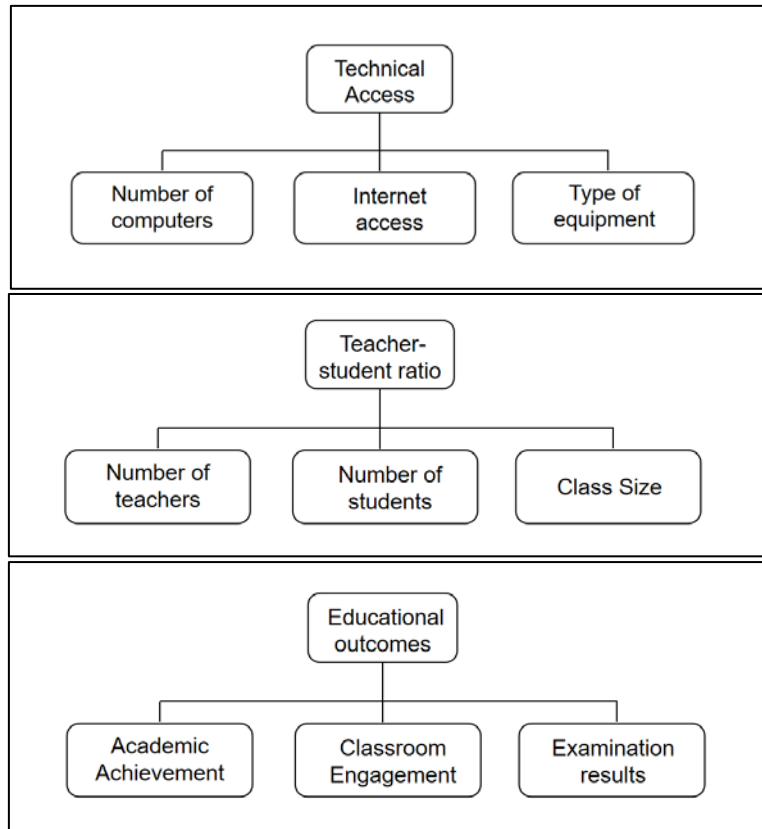 Technical
Access
Number of
computers
Internet
access
Type of
equipment
Teacher-
student ratio
Number of
teachers
Number of
students
Class Size
Educational
outcomes
Academic
Achievement
Classroom
Engagement
Examination
results